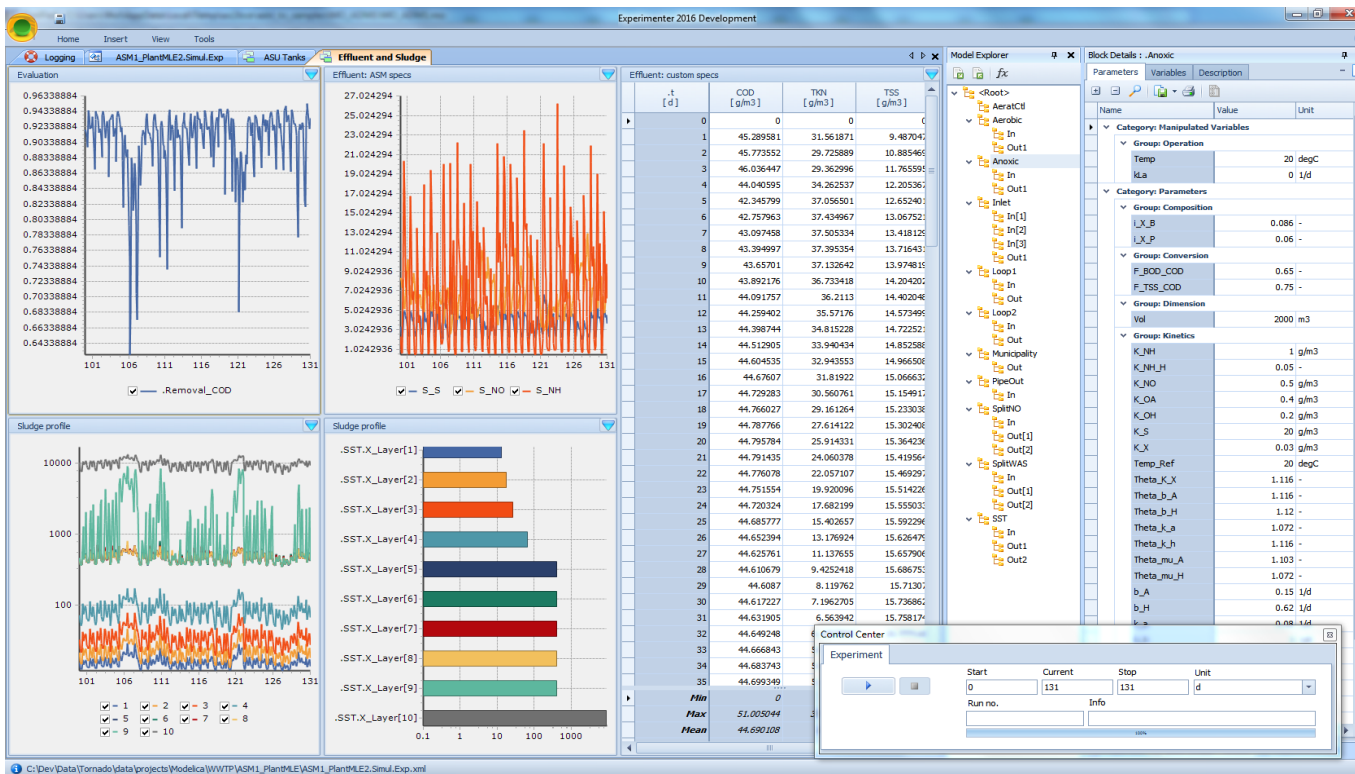 Experimenter 2016 Development
Home Insert View Tools
Logging ASM1_PlantMLE2.Simul.Exp ASU Tanks Effluent and Sludge
Evaluation
0.96338884
0.94338884
0.92338884
0.90338884
0.88338884
0.86338884
0.84338884
0.82338884
0.80338884
0.78338884
0.76338884
0.74338884
0.72338884
0.70338884
0.68338884
0.66338884
0.64338884
101 106 111 116 121 126 131
.Removal_COD
Effluent: ASM specs
27.024294
25.024294
23.024294
21.024294
19.024294
17.024294
15.024294
13.024294
11.024294
9.0242936
7.0242936
5.0242936
3.0242936
1.0242936
101 106 111 116 121 126 131
S_S S_NO S_NH
Sludge profile
10000
1000
100
101 106 111 116 121 126 131
1 2 3 4
5 6 7 8
9 10
Sludge profile
.SST.X_Layer[1]
.SST.X_Layer[2]
.SST.X_Layer[3]
.SST.X_Layer[4]
.SST.X_Layer[5]
.SST.X_Layer[6]
.SST.X_Layer[7]
.SST.X_Layer[8]
.SST.X_Layer[9]
.SST.X_Layer[10]
0.1 1 10 100 1000
Effluent: custom specs
.t COD TKN TSS
[d] [g/m3] [g/m3] [g/m3]
0 0 0 0
1 45.289581 31.561871 9.487047
2 45.773552 29.725889 10.885469
3 46.036447 29.362996 11.765595
4 44.040595 34.262537 12.205367
5 42.345799 37.056501 12.652401
6 42.757963 37.434967 13.067521
7 43.097458 37.505334 13.418129
8 43.394997 37.395354 13.716431
9 43.65701 37.132642 13.974819
10 43.892176 36.733418 14.204202
11 44.091757 36.2113 14.402048
12 44.259402 35.57176 14.573499
13 44.398744 34.815228 14.722521
14 44.512905 33.940434 14.852588
15 44.604535 32.943553 14.966508
16 44.67607 31.81922 15.066632
17 44.729283 30.560761 15.154917
18 44.766027 29.161264 15.233038
19 44.787766 27.614122 15.302408
20 44.795784 25.914331 15.364236
21 44.791435 24.060378 15.419564
22 44.776078 22.057107 15.469297
23 44.751554 19.920096 15.514226
24 44.720324 17.682199 15.555033
25 44.685777 15.402657 15.592296
26 44.652394 13.176924 15.626479
27 44.625761 11.137655 15.657906
28 44.610679 9.4252418 15.686753
29 44.6087 8.119762 15.71307
30 44.617227 7.1962705 15.736862
31 44.631905 6.563942 15.758174
32 44.649248
33 44.666843
34 44.683743
35 44.699349
Min 0
Max 51.005044
Mean 44.690108
Model Explorer
fx
<Root>
AeratCtl
Aerobic
In
Out1
Anoxic
In
Out1
Inlet
In[1]
In[2]
In[3]
Out1
Loop1
In
Out
Loop2
In
Out
Municipality
Out
PipeOut
In
SplitNO
In
Out[1]
Out[2]
SplitWAS
In
Out[1]
Out[2]
SST
In
Out1
Out2
Block Details : .Anoxic
Parameters Variables Description
Name Value Unit
Category: Manipulated Variables
Group: Operation
Temp 20 degC
kLa 0 1/d
Category: Parameters
Group: Composition
i_X_B 0.086 -
i_X_P 0.06 -
Group: Conversion
F_BOD_COD 0.65 -
F_TSS_COD 0.75 -
Group: Dimension
Vol 2000 m3
Group: Kinetics
K_NH 1 g/m3
K_NH_H 0.05 -
K_NO 0.5 g/m3
K_OA 0.4 g/m3
K_OH 0.2 g/m3
K_S 20 g/m3
K_X 0.03 g/m3
Temp_Ref 20 degC
Theta_K_X 1.116 -
Theta_b_A 1.116 -
Theta_b_H 1.12 -
Theta_k_a 1.072 -
Theta_k_h 1.116 -
Theta_mu_A 1.103 -
Theta_mu_H 1.072 -
b_A 0.15 1/d
b_H 0.62 1/d
k_a 0.08 1/d
Control Center
Experiment
Start Current Stop Unit
0 131 131 d
Run no. Info
100%
C:\Dev\Data\Tornado\data\projects\Modelica\WWTP\ASM1_PlantMLE\ASM1_PlantMLE2.Simul.Exp.xml